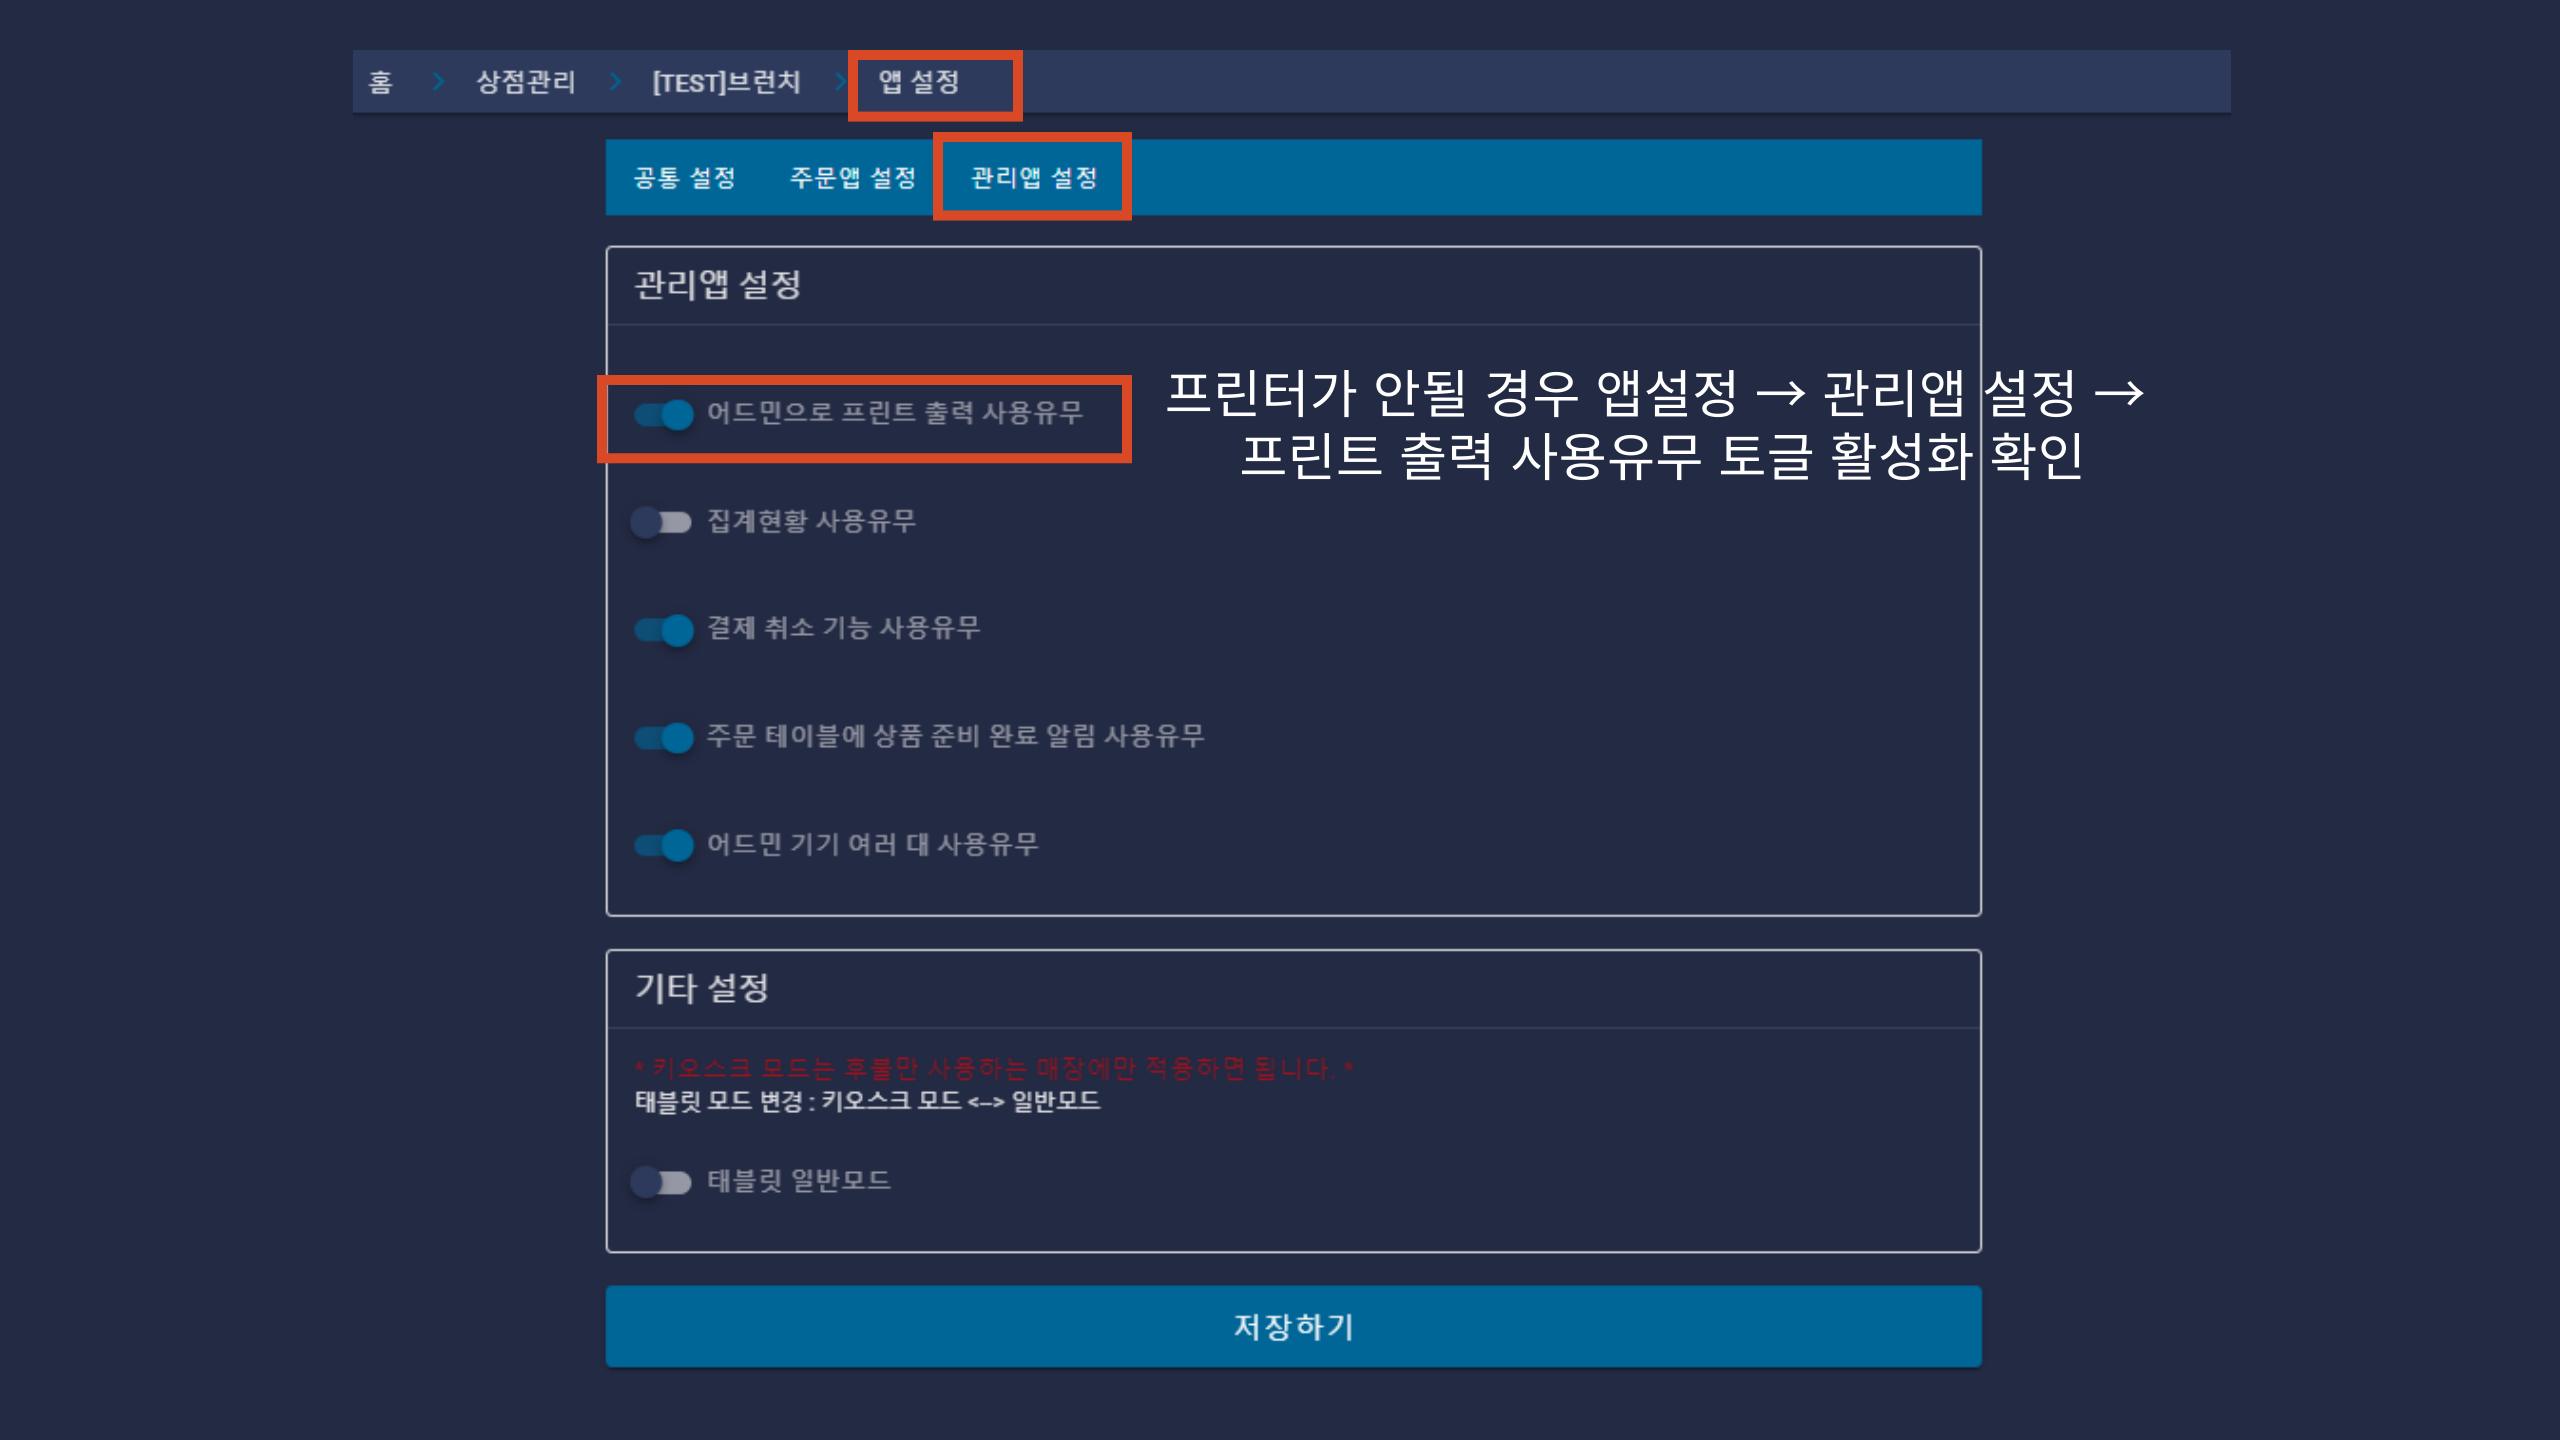 홈 > 상점관리 > [TEST]브런치 > 앱 설정
공통 설정 주문앱 설정 관리앱 설정
관리앱 설정
어드민으로 프린트 출력 사용유무
프린터가 안될 경우 앱설정 → 관리앱 설정 →
프린트 출력 사용유무 토글 활성화 확인
집계현황 사용유무
결제 취소 기능 사용유무
주문 테이블에 상품 준비 완료 알림 사용유무
어드민 기기 여러 대 사용유무
기타 설정
* 키오스크 모드는 후불만 사용하는 매장에만 적용하면 됩니다. *
태블릿 모드 변경 : 키오스크 모드 <--> 일반모드
태블릿 일반모드
저장하기